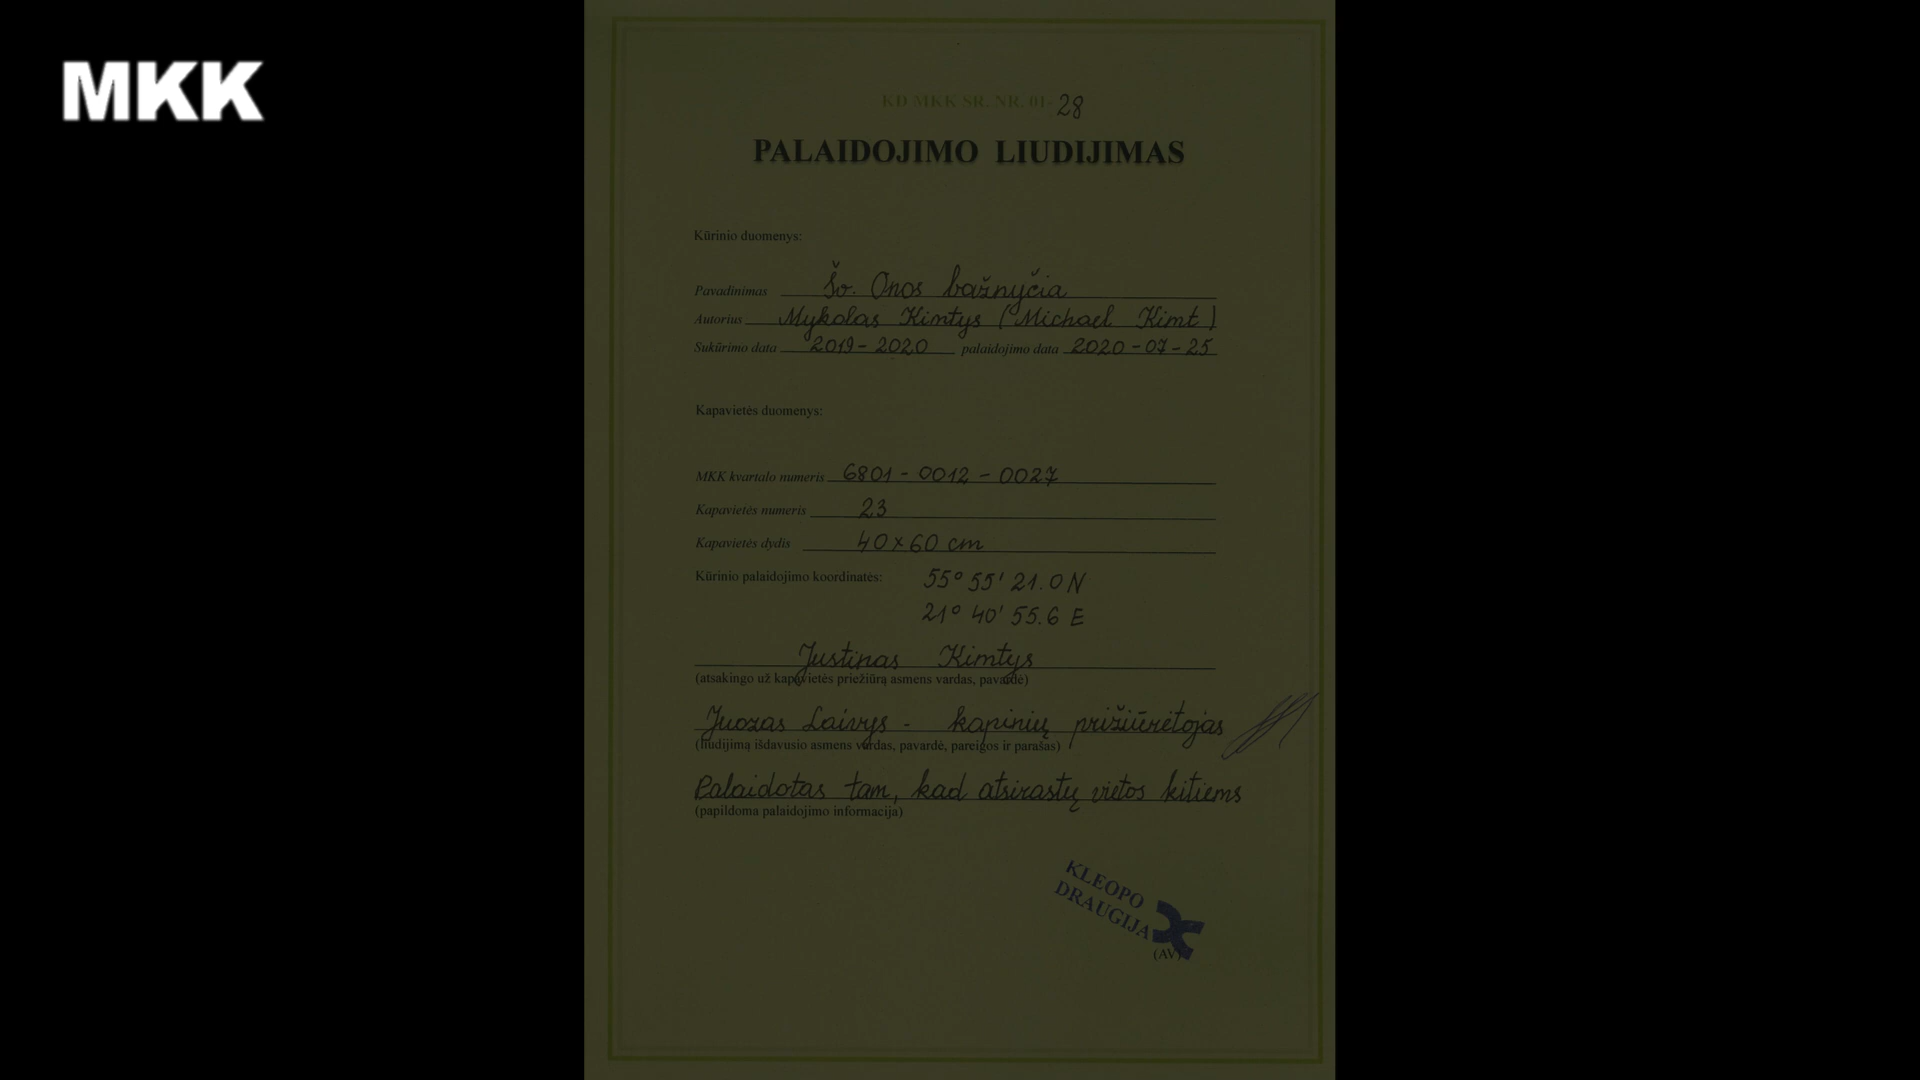 MKK
KD MKK SR. NR. 01-28
PALAIDOJIMO LIUDIJIMAS
Kūrinio duomenys:
Pavadinimas Šv. Onos bažnyčia
Autorius Mykolas Kimtys (Michael Kimt)
Sukūrimo data 2019-2020 palaidojimo data 2020-07-25
Kapavietės duomenys:
MKK kvartalo numeris 6801-0012-0027
Kapavietės numeris 23
Kapavietės dydis 40×60 cm
Kūrinio palaidojimo koordinatės: 55° 55' 21.0 N
21° 40' 55.6 E
Justinas Kimtys
(atsakingo už kapavietės priežiūrą asmens vardas, pavardė)
Juozas Laivys - kapinių prižiūrėtojas
(liudijimą išdavusio asmens vardas, pavardė, pareigos ir parašas)
Palaidotas tam, kad atsirastų vietos kitiems
(papildoma palaidojimo informacija)
KLEOPO
DRAUGIJA
(AV)